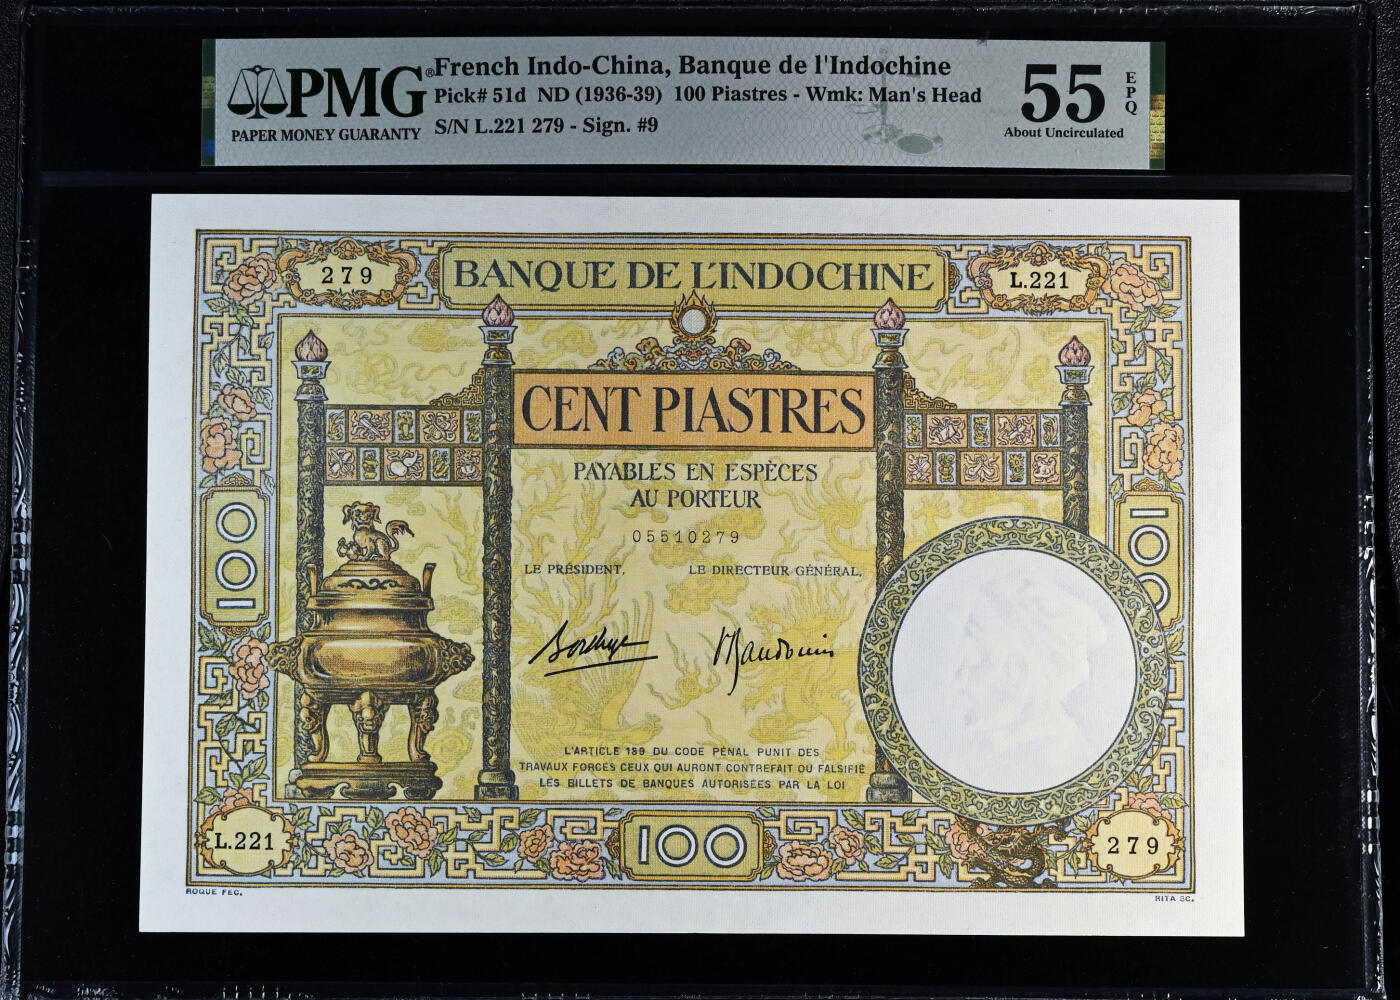 PMG®
PAPER MONEY GUARANTY
French Indo-China, Banque de l'Indochine
Pick# 51d ND (1936-39) 100 Piastres - Wmk: Man's Head
S/N L.221 279 - Sign. #9
55
EPQ
About Uncirculated
279
BANQUE DE L'INDOCHINE
L.221
CENT PIASTRES
PAYABLES EN ESPÈCES
AU PORTEUR
05510279
LE PRÉSIDENT.
LE DIRECTEUR GÉNÉRAL.
100
100
L'ARTICLE 139 DU CODE PÉNAL PUNIT DES
TRAVAUX FORCÉS CEUX QUI AURONT CONTREFAIT OU FALSIFIÉ
LES BILLETS DE BANQUES AUTORISÉES PAR LA LOI
L.221
100
279
ROQUE FEC.
RITA SC.